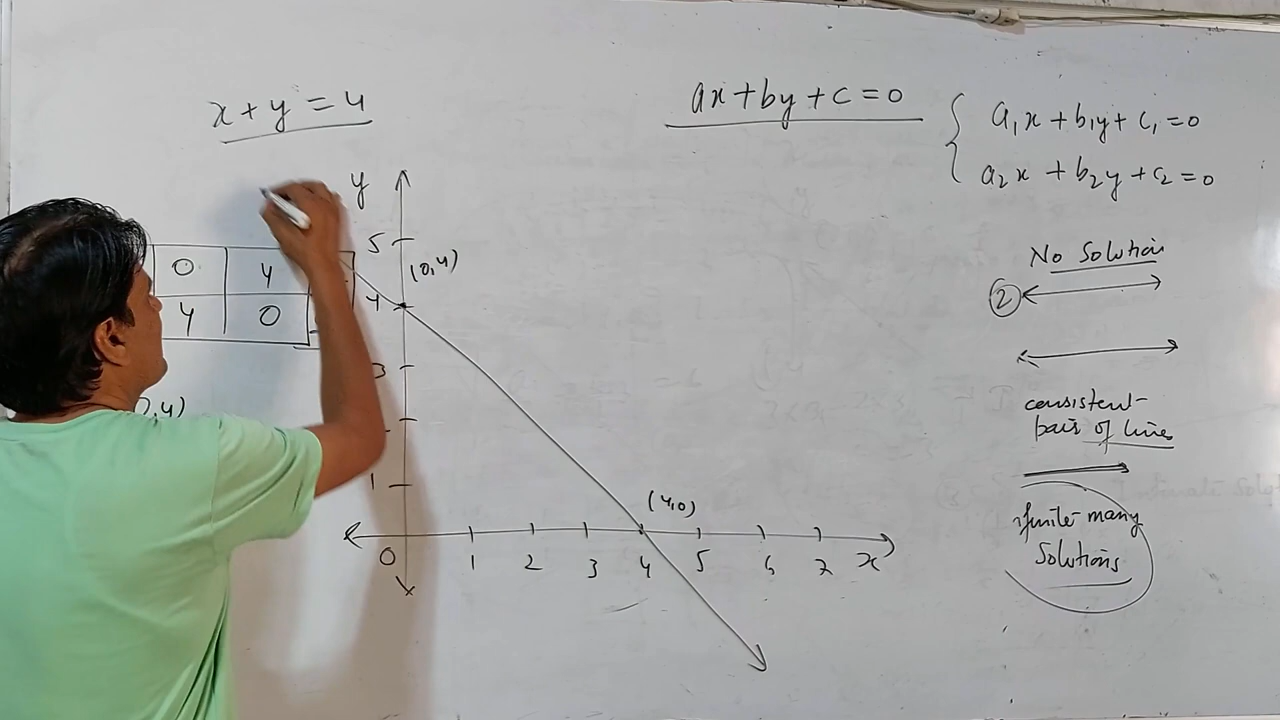 x + y = 4
ax + by + c = 0
a₁x + b₁y + c₁ = 0
a₂x + b₂y + c₂ = 0
y
5
(0,4)
4
3
1
0 4
4 0
0,4)
(4,0)
0 1 2 3 4 5 6 7 x
No Solution
②
consistent
pair of lines
ifinite many
Solutions